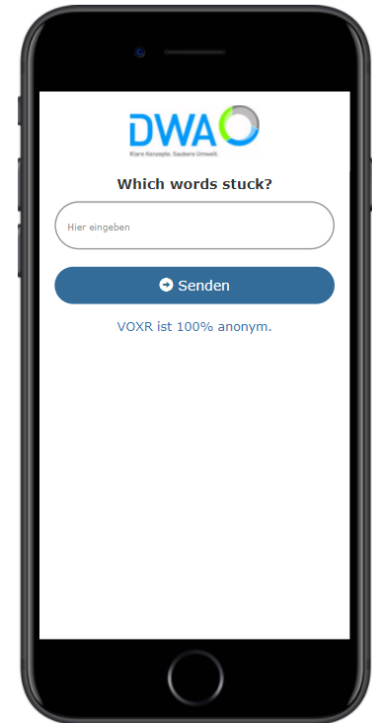 DWA
Klare Konzepte. Saubere Umwelt.
Which words stuck?
Hier eingeben
Senden
VOXR ist 100% anonym.